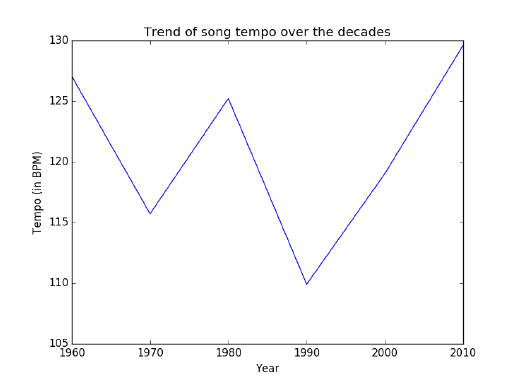 Trend of song tempo over the decades
130
125
120
115
110
105
Tempo (in BPM)
1960 1970 1980 1990 2000 2010
Year